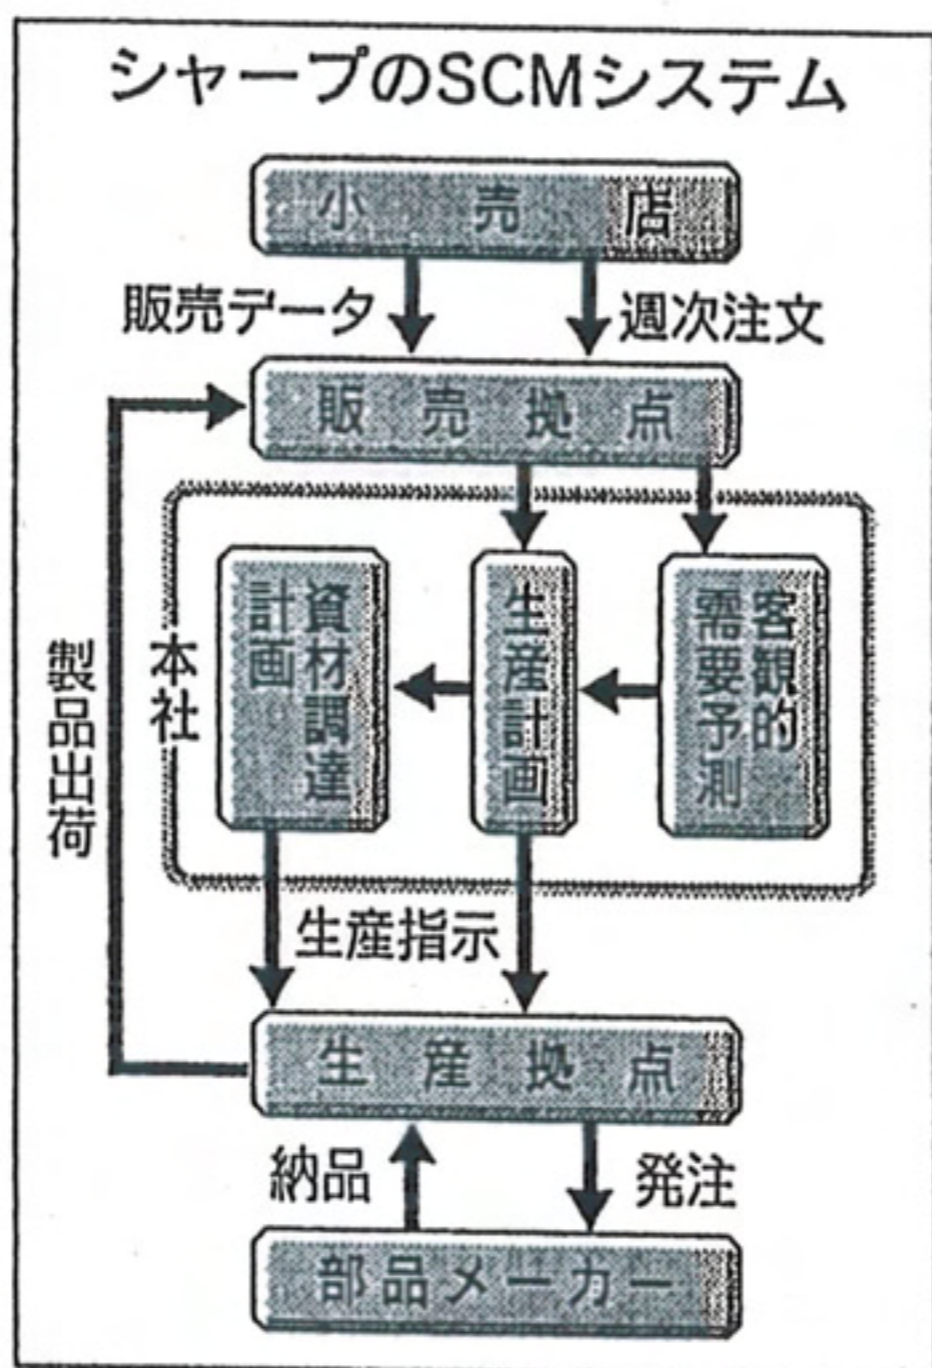 シャープのSCMシステム
小売店
販売データ
週次注文
販売拠点
本社
資材調達
計画
生産計画
客観的
需要予測
製品出荷
生産指示
生産拠点
納品
発注
部品メーカー